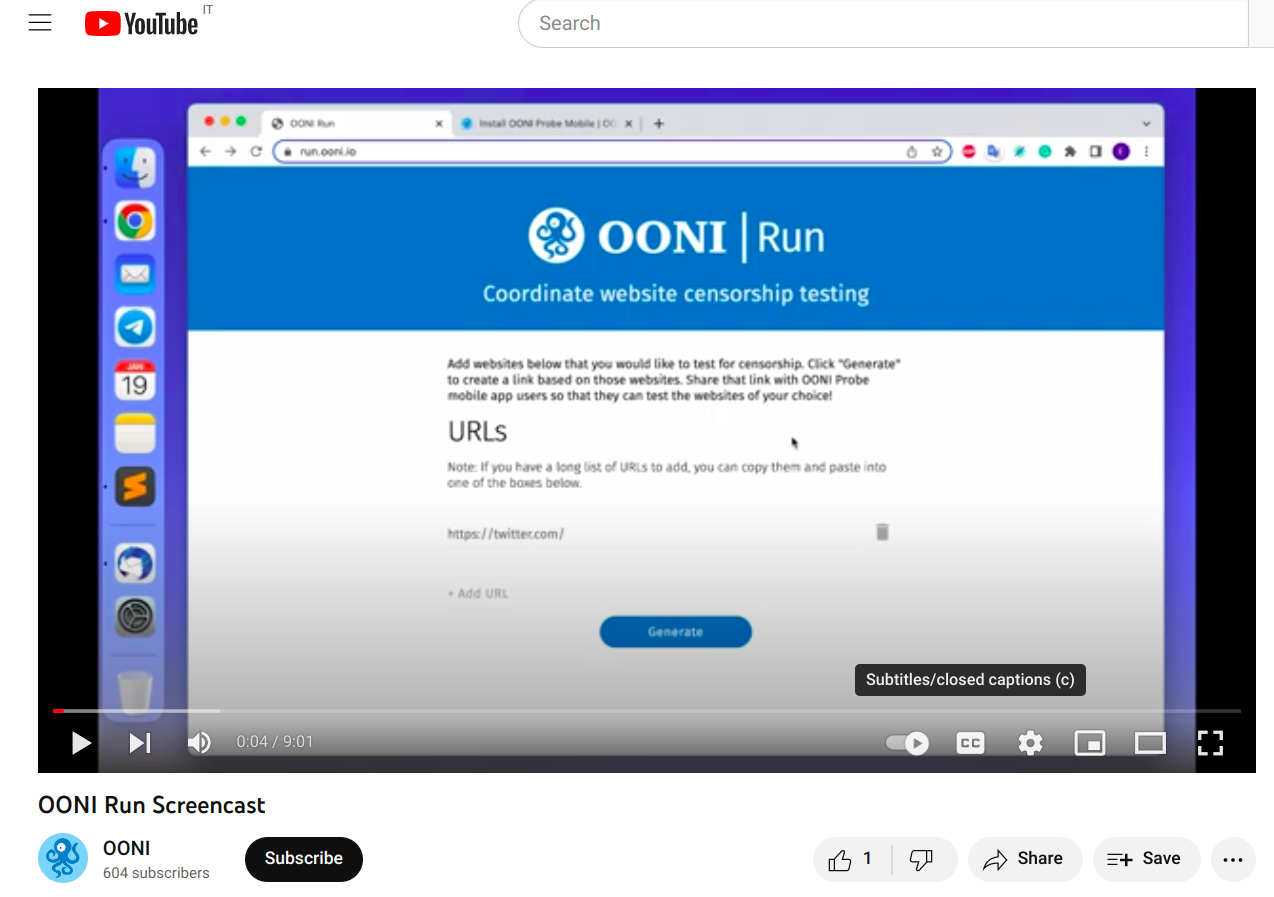 YouTube IT
Search
OONI Run
Install OONI Probe Mobile | OO
run.ooni.io
OONI | Run
Coordinate website censorship testing
Add websites below that you would like to test for censorship. Click "Generate"
to create a link based on those websites. Share that link with OONI Probe
mobile app users so that they can test the websites of your choice!
URLs
Note: If you have a long list of URLs to add, you can copy them and paste into
one of the boxes below.
https://twitter.com/
+ Add URL
Generate
JAN
19
Subtitles/closed captions (c)
0:04 / 9:01
CC
OONI Run Screencast
OONI
604 subscribers
Subscribe
1
Share
Save